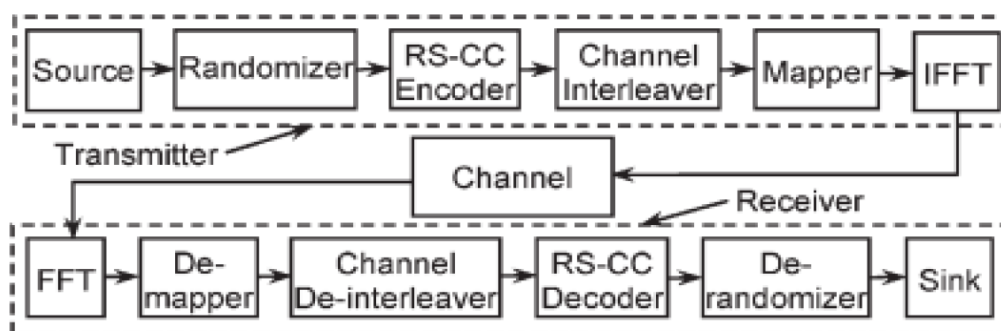 Source
Randomizer
RS-CC
Encoder
Channel
Interleaver
Mapper
IFFT
Transmitter
Channel
Receiver
FFT
De-
mapper
Channel
De-interleaver
RS-CC
Decoder
De-
randomizer
Sink